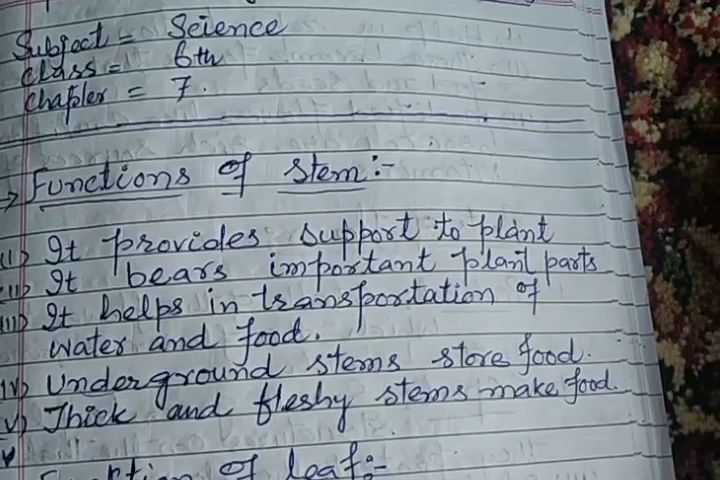 Subject = Science
Class = 6th
Chapter = 7.
→ Functions of stem:-
(i) It provides support to plant
(ii) It bears important plant parts
(iii) It helps in transportation of
water and food.
(iv) Underground stems store food.
(v) Thick and fleshy stems make food.
Function of leaf:-